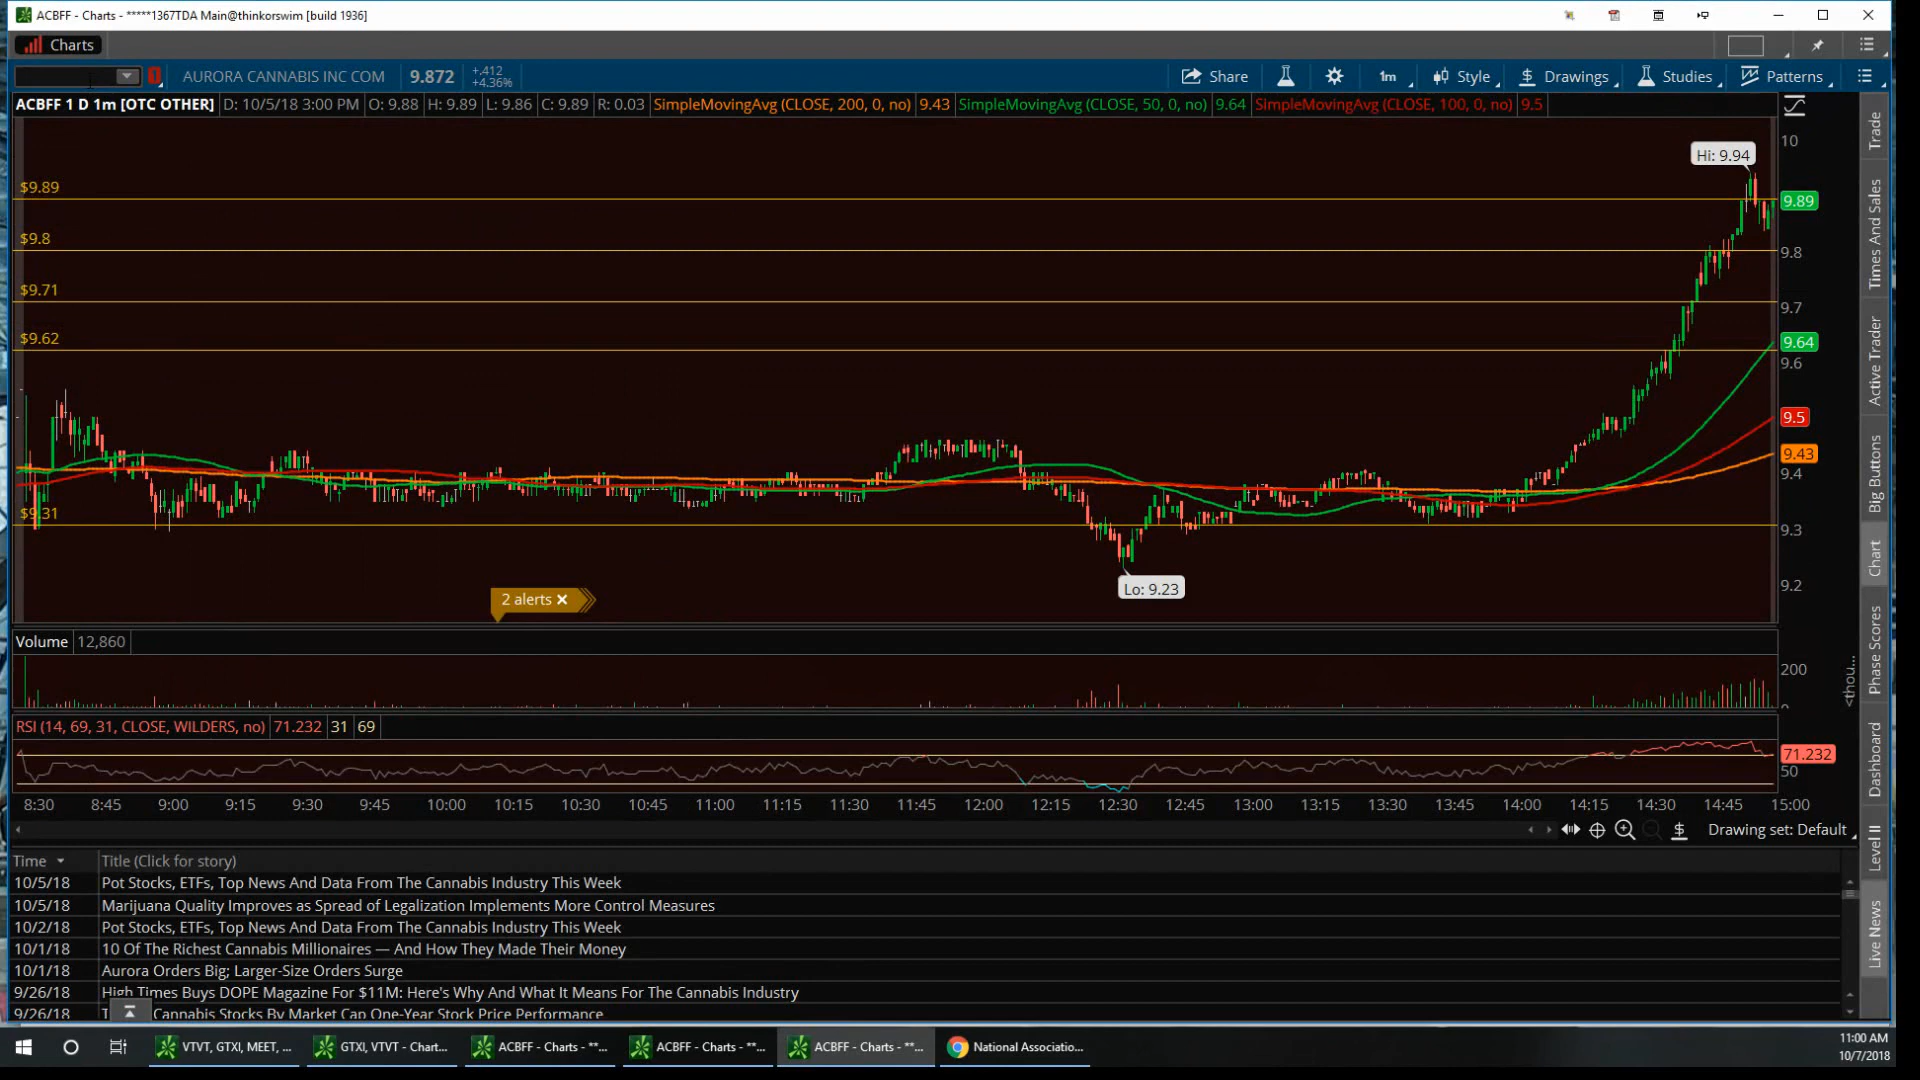 ACBFF - Charts - *****1367TDA Main@thinkorswim [build 1936]
Charts
1 AURORA CANNABIS INC COM 9.872 +.412 +4.36% Share 1m Style Drawings Studies Patterns
ACBFF 1 D 1m [OTC OTHER] D: 10/5/18 3:00 PM O: 9.88 H: 9.89 L: 9.86 C: 9.89 R: 0.03 SimpleMovingAvg (CLOSE, 200, 0, no) 9.43 SimpleMovingAvg (CLOSE, 50, 0, no) 9.64 SimpleMovingAvg (CLOSE, 100, 0, no) 9.5
10
Hi: 9.94
$9.89
9.89
$9.8
9.8
$9.71
9.7
$9.62
9.64
9.6
9.5
9.43
9.4
$9.31
9.3
9.2
Lo: 9.23
2 alerts
Volume 12,860
200
0
<thou...
RSI (14, 69, 31, CLOSE, WILDERS, no) 71.232 31 69
71.232
50
8:30 8:45 9:00 9:15 9:30 9:45 10:00 10:15 10:30 10:45 11:00 11:15 11:30 11:45 12:00 12:15 12:30 12:45 13:00 13:15 13:30 13:45 14:00 14:15 14:30 14:45 15:00
Drawing set: Default
Trade
Times And Sales
Active Trader
Big Buttons
Chart
Phase Scores
Dashboard
Level II
Live News
Time Title (Click for story)
10/5/18 Pot Stocks, ETFs, Top News And Data From The Cannabis Industry This Week
10/5/18 Marijuana Quality Improves as Spread of Legalization Implements More Control Measures
10/2/18 Pot Stocks, ETFs, Top News And Data From The Cannabis Industry This Week
10/1/18 10 Of The Richest Cannabis Millionaires — And How They Made Their Money
10/1/18 Aurora Orders Big; Larger-Size Orders Surge
9/26/18 High Times Buys DOPE Magazine For $11M: Here's Why And What It Means For The Cannabis Industry
9/26/18 Cannabis Stocks By Market Cap One-Year Stock Price Performance
VTVT, GTXI, MEET, ... GTXI, VTVT - Chart... ACBFF - Charts - **... ACBFF - Charts - **... ACBFF - Charts - **... National Associatio...
11:00 AM
10/7/2018